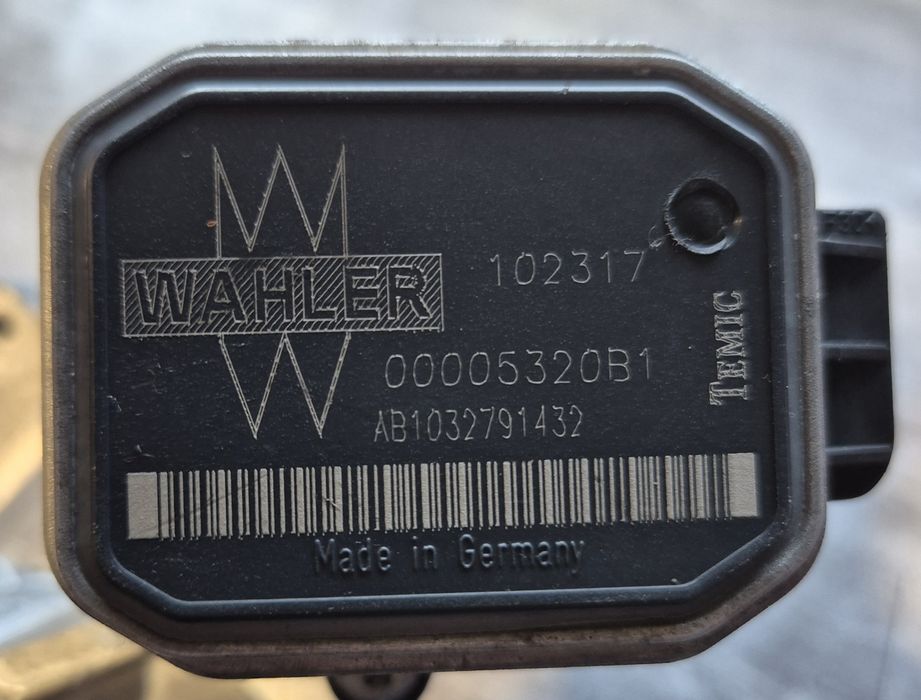 WAHLER
102317
TEMIC
00005320B1
AB1032791432
Made in Germany